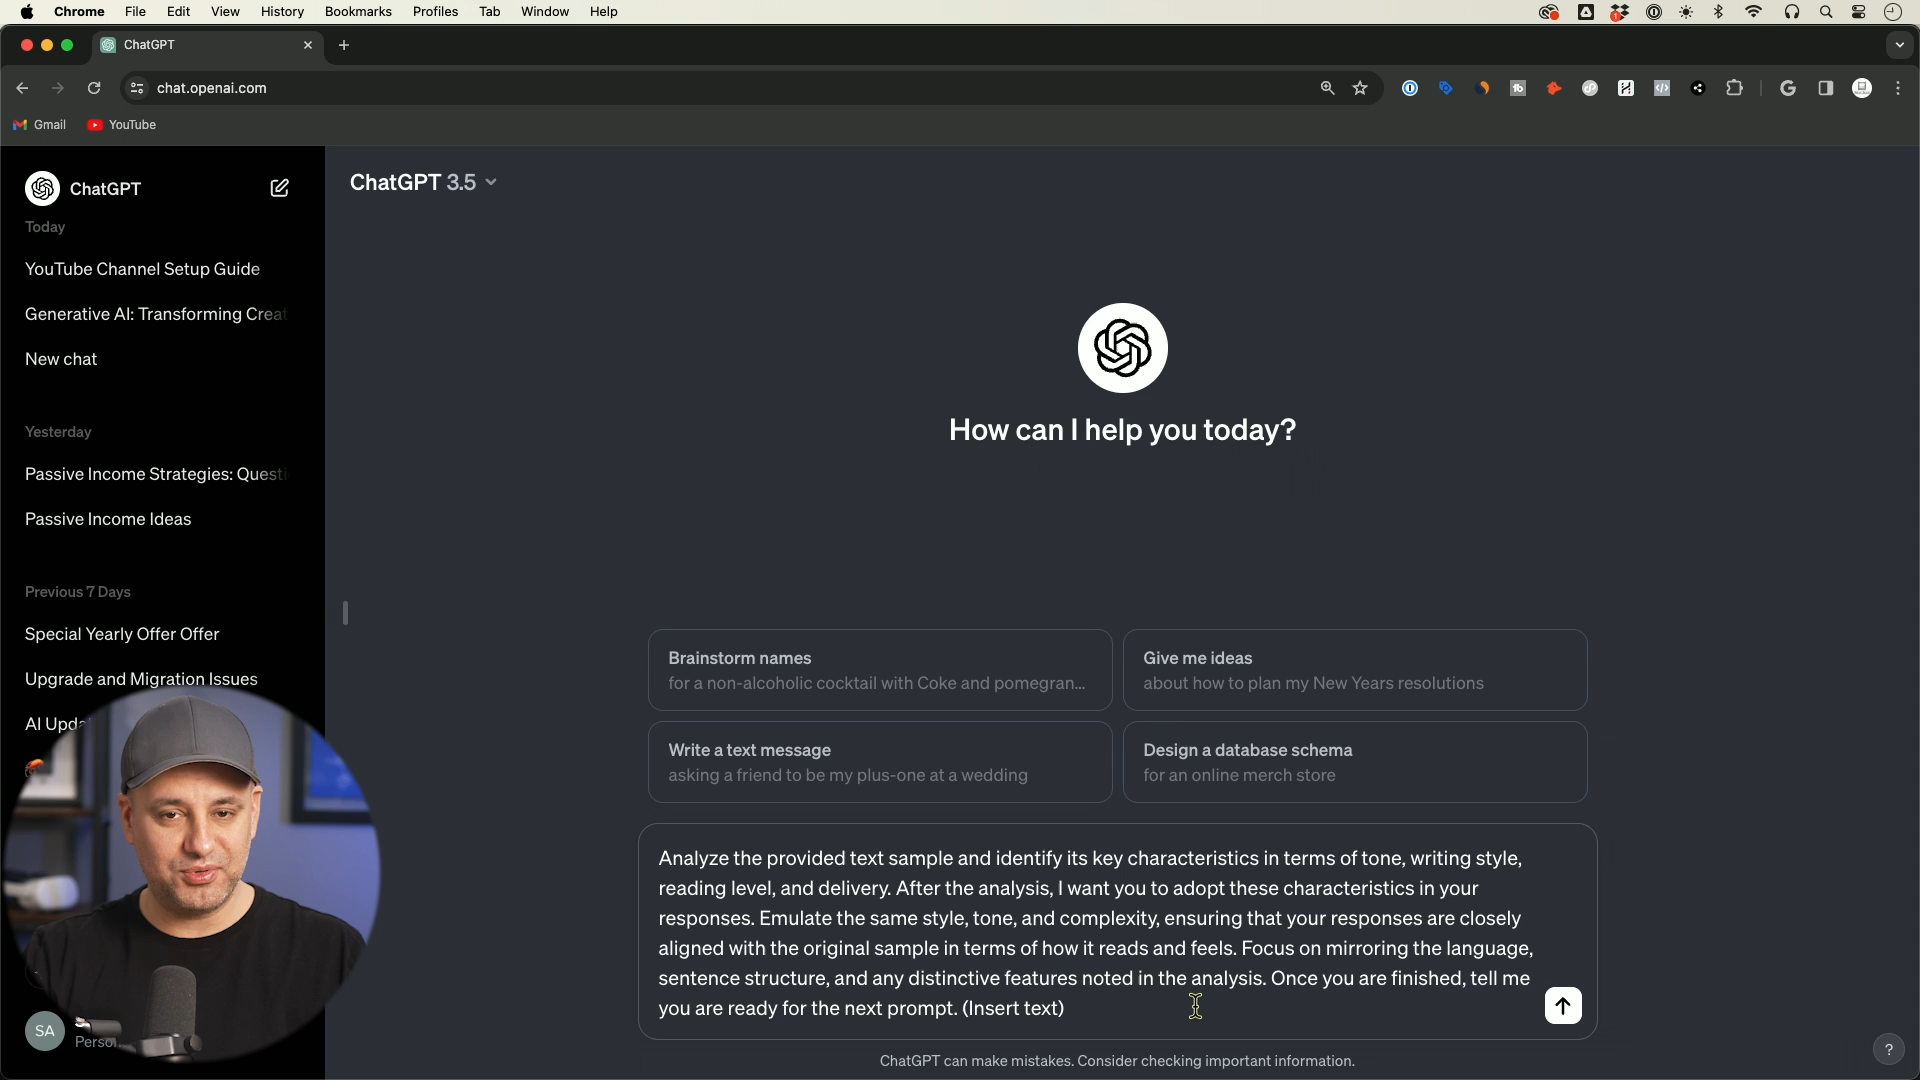 Chrome File Edit View History Bookmarks Profiles Tab Window Help
ChatGPT
chat.openai.com
Gmail YouTube
ChatGPT
ChatGPT 3.5
Today
YouTube Channel Setup Guide
Generative AI: Transforming Creat
New chat
Yesterday
Passive Income Strategies: Questi
Passive Income Ideas
Previous 7 Days
Special Yearly Offer Offer
Upgrade and Migration Issues
AI Upda
SA
Perso
How can I help you today?
Brainstorm names
for a non-alcoholic cocktail with Coke and pomegran...
Give me ideas
about how to plan my New Years resolutions
Write a text message
asking a friend to be my plus-one at a wedding
Design a database schema
for an online merch store
Analyze the provided text sample and identify its key characteristics in terms of tone, writing style,
reading level, and delivery. After the analysis, I want you to adopt these characteristics in your
responses. Emulate the same style, tone, and complexity, ensuring that your responses are closely
aligned with the original sample in terms of how it reads and feels. Focus on mirroring the language,
sentence structure, and any distinctive features noted in the analysis. Once you are finished, tell me
you are ready for the next prompt. (Insert text)
ChatGPT can make mistakes. Consider checking important information.
?